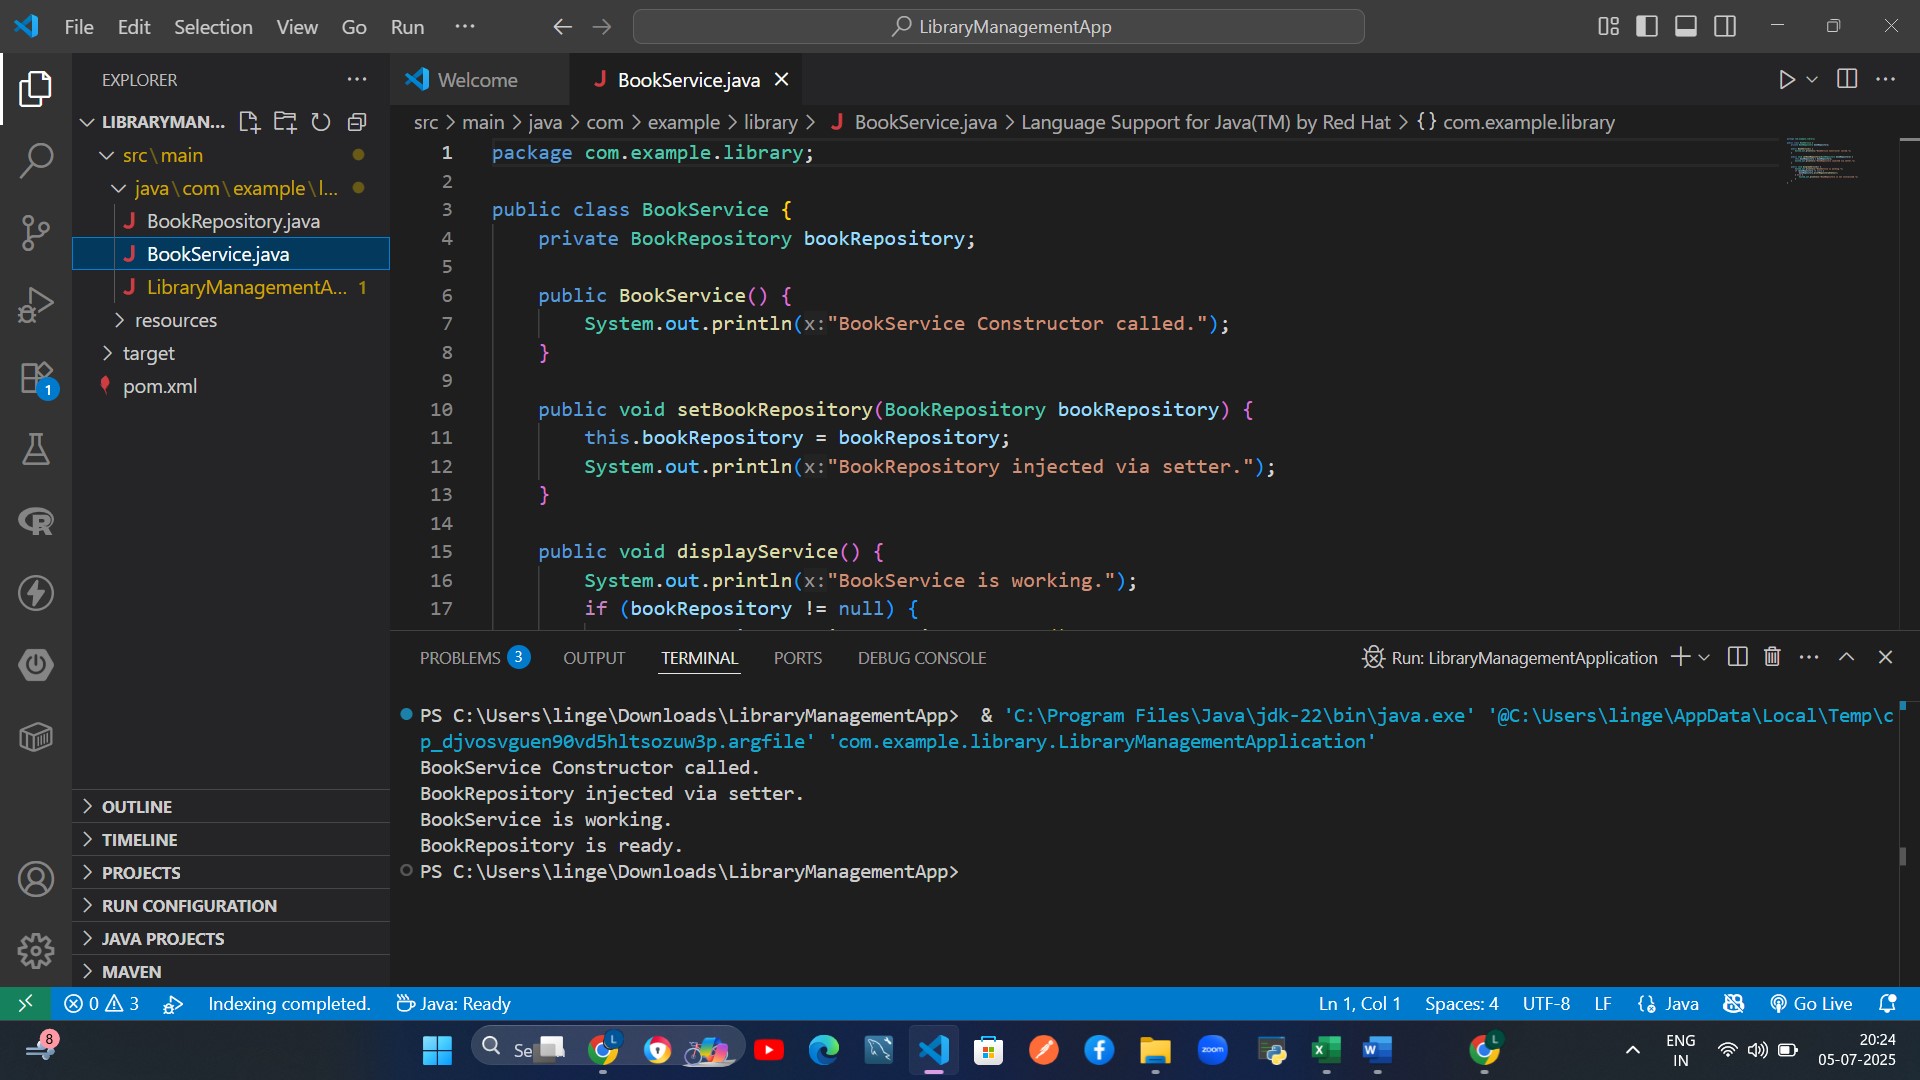 File Edit Selection View Go Run ···
LibraryManagementApp
EXPLORER
LIBRARYMAN...
src\main
java\com\example\l...
BookRepository.java
BookService.java
LibraryManagementA... 1
resources
target
pom.xml
OUTLINE
TIMELINE
PROJECTS
RUN CONFIGURATION
JAVA PROJECTS
MAVEN
1
Welcome
BookService.java
src > main > java > com > example > library > BookService.java > Language Support for Java(TM) by Red Hat > {} com.example.library
1 package com.example.library;
2
3 public class BookService {
4 private BookRepository bookRepository;
5
6 public BookService() {
7 System.out.println(x:"BookService Constructor called.");
8 }
9
10 public void setBookRepository(BookRepository bookRepository) {
11 this.bookRepository = bookRepository;
12 System.out.println(x:"BookRepository injected via setter.");
13 }
14
15 public void displayService() {
16 System.out.println(x:"BookService is working.");
17 if (bookRepository != null) {
PROBLEMS 3 OUTPUT TERMINAL PORTS DEBUG CONSOLE
Run: LibraryManagementApplication
PS C:\Users\linge\Downloads\LibraryManagementApp> & 'C:\Program Files\Java\jdk-22\bin\java.exe' '@C:\Users\linge\AppData\Local\Temp\c
p_djvosvguen90vd5hltsozuw3p.argfile' 'com.example.library.LibraryManagementApplication'
BookService Constructor called.
BookRepository injected via setter.
BookService is working.
BookRepository is ready.
PS C:\Users\linge\Downloads\LibraryManagementApp>
0 3 Indexing completed. Java: Ready
Ln 1, Col 1 Spaces: 4 UTF-8 LF {} Java Go Live
8
Se
L
zoom
L
ENG
IN
20:24
05-07-2025